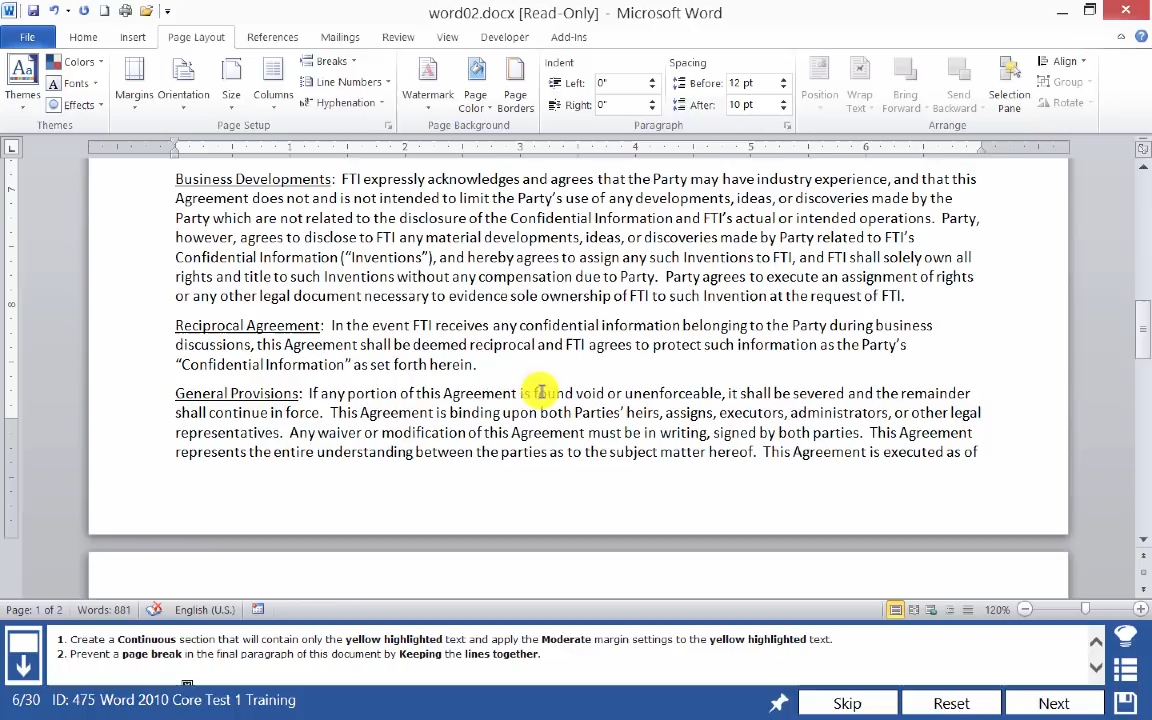 word02.docx [Read-Only] - Microsoft Word
File Home Insert Page Layout References Mailings Review View Developer Add-Ins
Themes
Colors
Fonts
Effects
Themes
Margins Orientation Size Columns
Breaks
Line Numbers
Hyphenation
Page Setup
Watermark Page Color Page Borders
Page Background
Indent
Left: 0"
Right: 0"
Spacing
Before: 12 pt
After: 10 pt
Paragraph
Position Wrap Text Bring Forward Send Backward Selection Pane
Align
Group
Rotate
Arrange
1 2 3 4 5 6
7
8
Business Developments: FTI expressly acknowledges and agrees that the Party may have industry experience, and that this
Agreement does not and is not intended to limit the Party's use of any developments, ideas, or discoveries made by the
Party which are not related to the disclosure of the Confidential Information and FTI's actual or intended operations. Party,
however, agrees to disclose to FTI any material developments, ideas, or discoveries made by Party related to FTI's
Confidential Information (“Inventions”), and hereby agrees to assign any such Inventions to FTI, and FTI shall solely own all
rights and title to such Inventions without any compensation due to Party. Party agrees to execute an assignment of rights
or any other legal document necessary to evidence sole ownership of FTI to such Invention at the request of FTI.
Reciprocal Agreement: In the event FTI receives any confidential information belonging to the Party during business
discussions, this Agreement shall be deemed reciprocal and FTI agrees to protect such information as the Party's
“Confidential Information” as set forth herein.
General Provisions: If any portion of this Agreement is found void or unenforceable, it shall be severed and the remainder
shall continue in force. This Agreement is binding upon both Parties' heirs, assigns, executors, administrators, or other legal
representatives. Any waiver or modification of this Agreement must be in writing, signed by both parties. This Agreement
represents the entire understanding between the parties as to the subject matter hereof. This Agreement is executed as of
Page: 1 of 2 Words: 881 English (U.S.) 120%
1. Create a Continuous section that will contain only the yellow highlighted text and apply the Moderate margin settings to the yellow highlighted text.
2. Prevent a page break in the final paragraph of this document by Keeping the lines together.
6/30 ID: 475 Word 2010 Core Test 1 Training Skip Reset Next